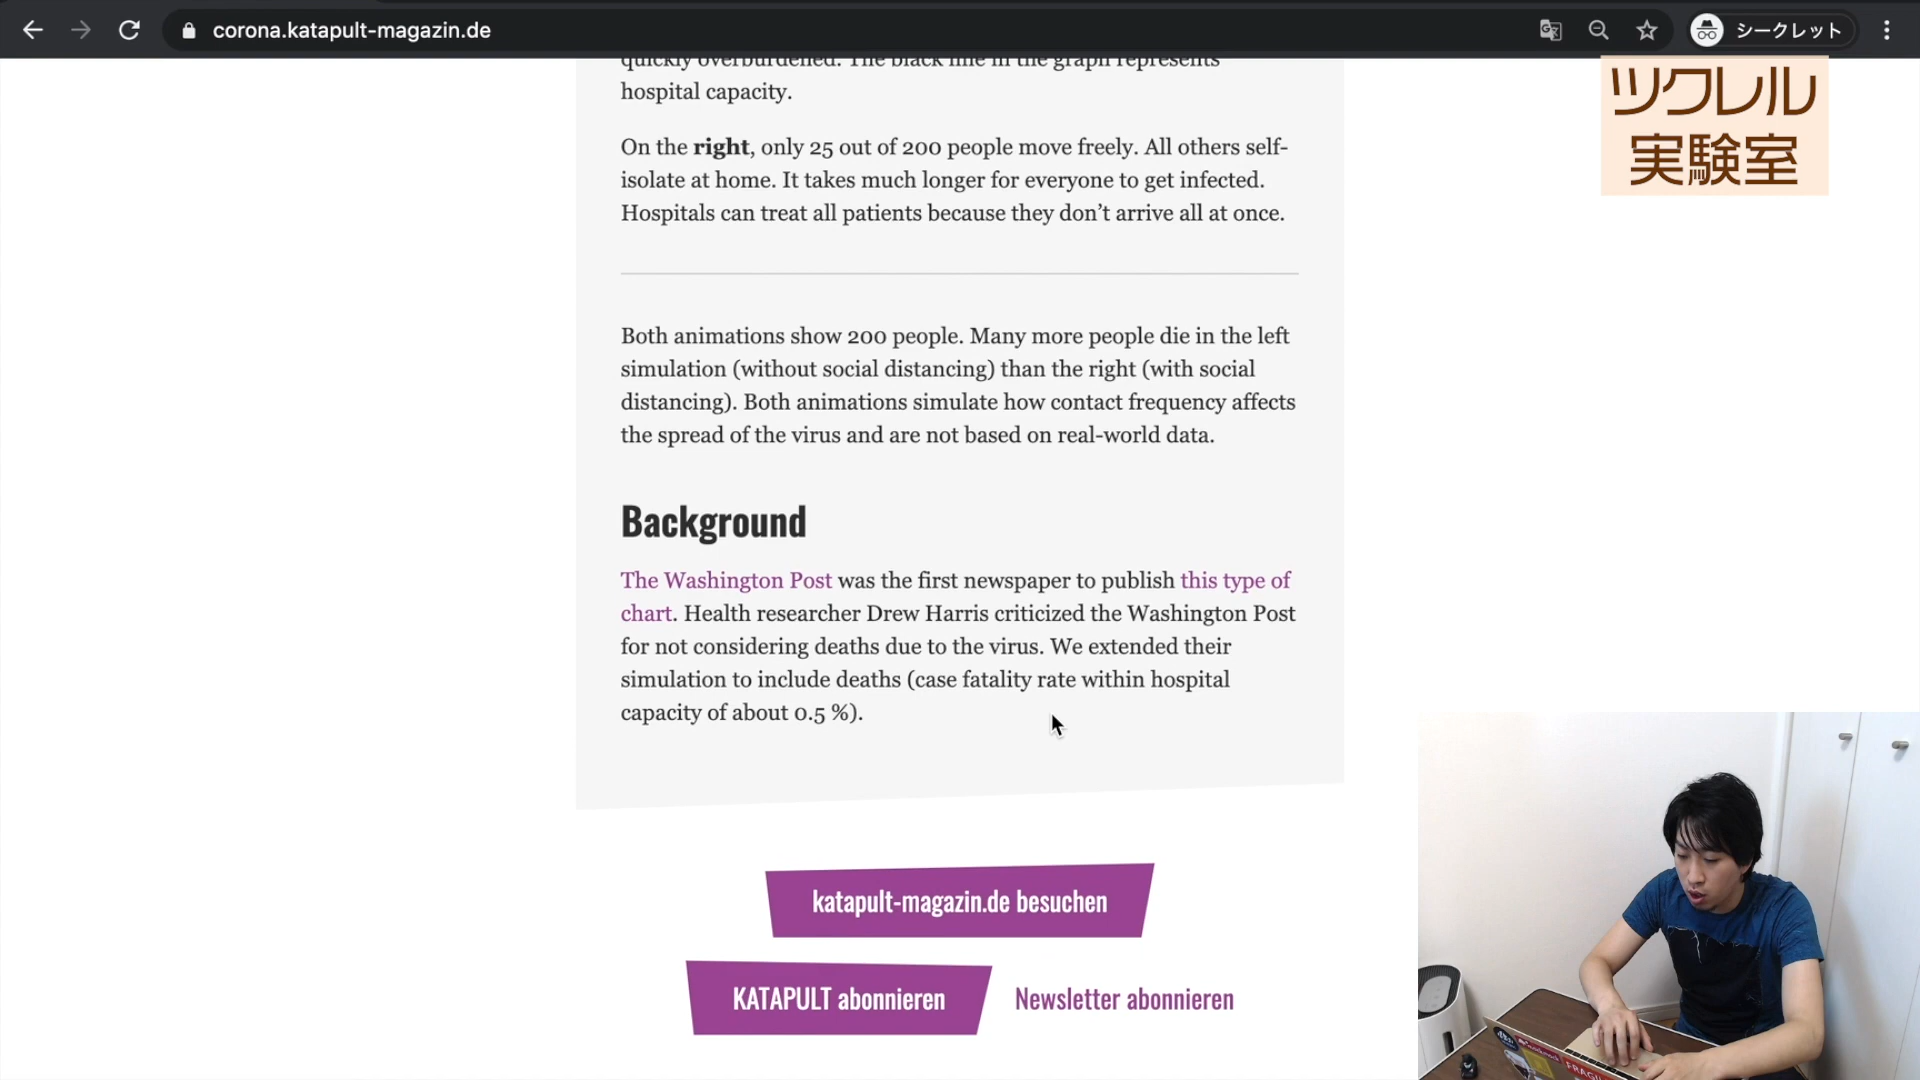 corona.katapult-magazin.de
シークレット
ツクレル
実験室
quickly overburdened. The black line in the graph represents
hospital capacity.
On the right, only 25 out of 200 people move freely. All others self-
isolate at home. It takes much longer for everyone to get infected.
Hospitals can treat all patients because they don’t arrive all at once.
Both animations show 200 people. Many more people die in the left
simulation (without social distancing) than the right (with social
distancing). Both animations simulate how contact frequency affects
the spread of the virus and are not based on real-world data.
Background
The Washington Post was the first newspaper to publish this type of
chart. Health researcher Drew Harris criticized the Washington Post
for not considering deaths due to the virus. We extended their
simulation to include deaths (case fatality rate within hospital
capacity of about 0.5 %).
katapult-magazin.de besuchen
KATAPULT abonnieren
Newsletter abonnieren